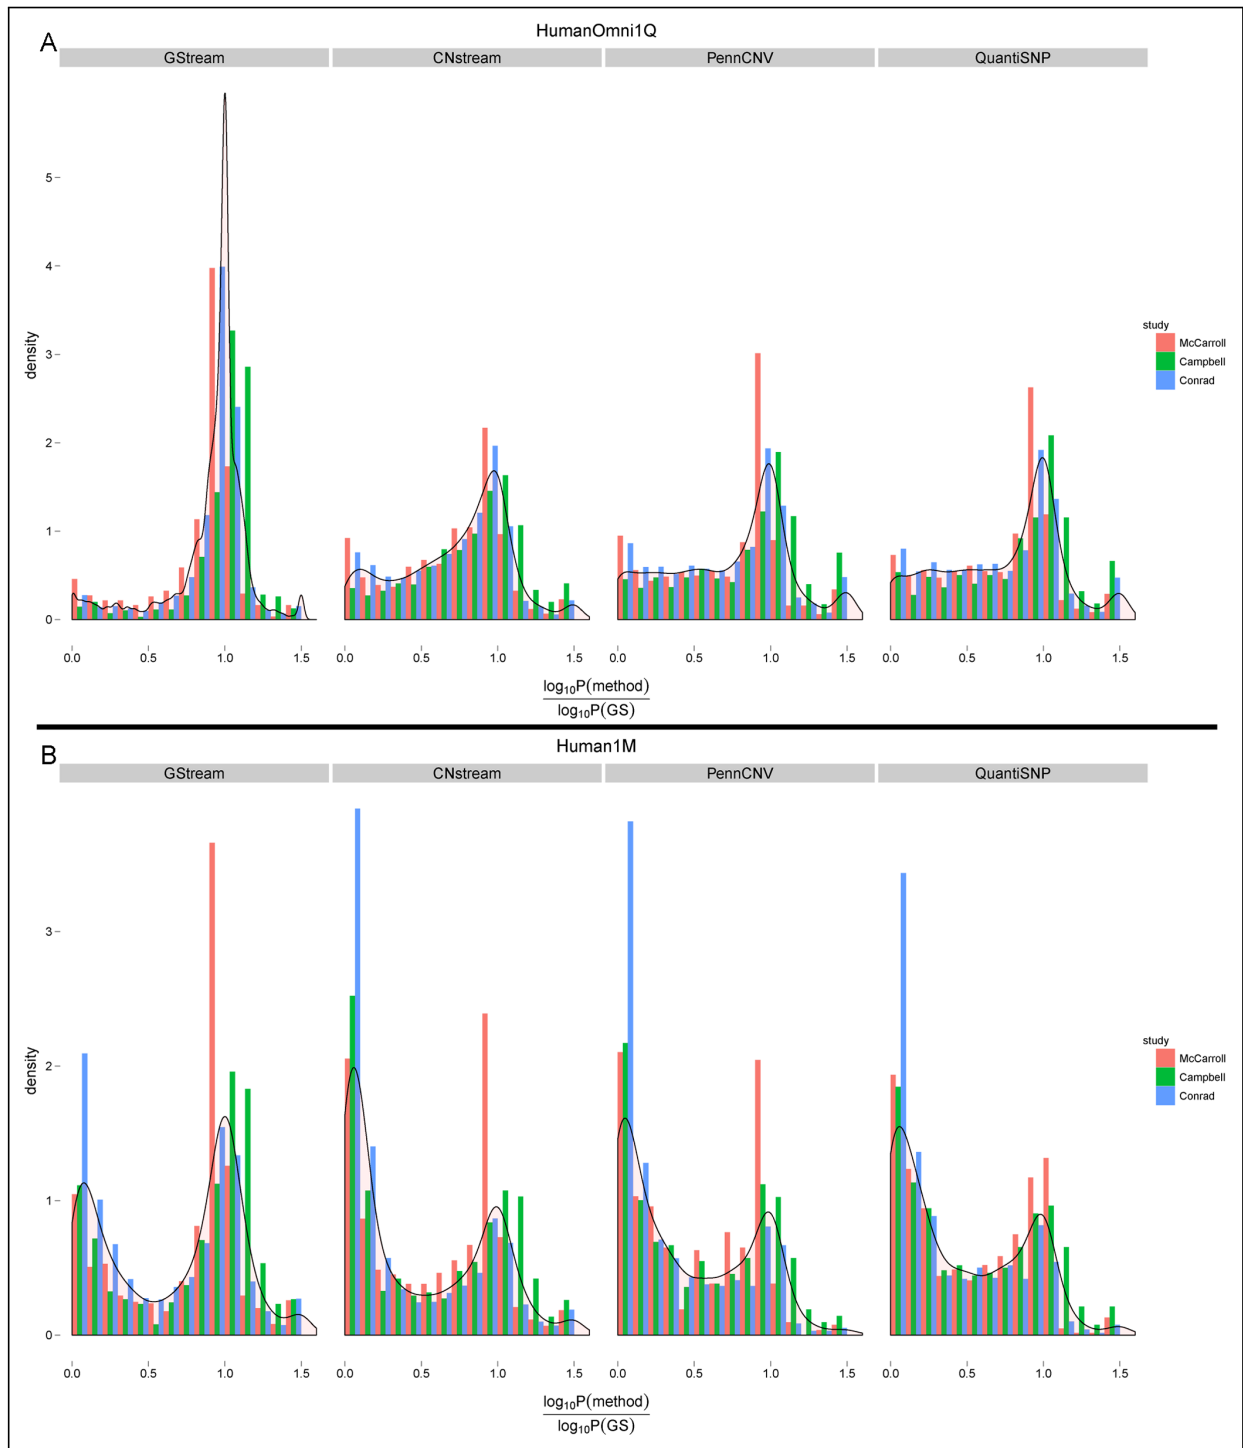 A
HumanOmni1Q
GStream CNstream PennCNV QuantiSNP
5
4
3
2
1
0
density
study
McCarroll
Campbell
Conrad
0.0 0.5 1.0 1.5 0.0 0.5 1.0 1.5 0.0 0.5 1.0 1.5 0.0 0.5 1.0 1.5
log₁₀P(method)
log₁₀P(GS)
B
Human1M
GStream CNstream PennCNV QuantiSNP
3
2
1
0
density
study
McCarroll
Campbell
Conrad
0.0 0.5 1.0 1.5 0.0 0.5 1.0 1.5 0.0 0.5 1.0 1.5 0.0 0.5 1.0 1.5
log₁₀P(method)
log₁₀P(GS)